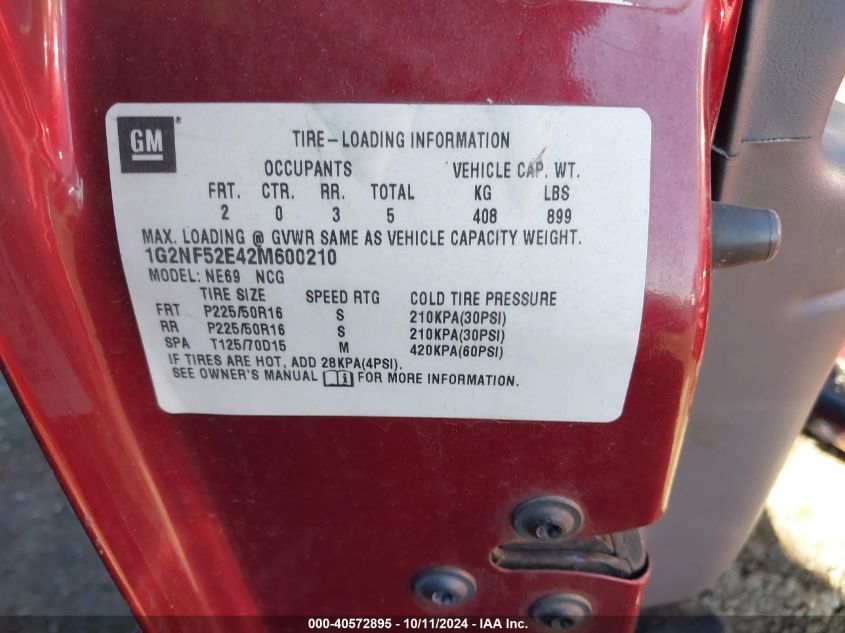 GM®
TIRE-LOADING INFORMATION
OCCUPANTS VEHICLE CAP. WT.
FRT. CTR. RR. TOTAL KG LBS
2 0 3 5 408 899
MAX. LOADING @ GVWR SAME AS VEHICLE CAPACITY WEIGHT.
1G2NF52E42M600210
MODEL: NE69 NCG
TIRE SIZE SPEED RTG COLD TIRE PRESSURE
FRT P225/50R16 S 210KPA(30PSI)
RR P225/50R16 S 210KPA(30PSI)
SPA T125/70D15 M 420KPA(60PSI)
IF TIRES ARE HOT, ADD 28KPA(4PSI).
SEE OWNER'S MANUAL FOR MORE INFORMATION.
000-40572895 - 10/11/2024 - IAA Inc.